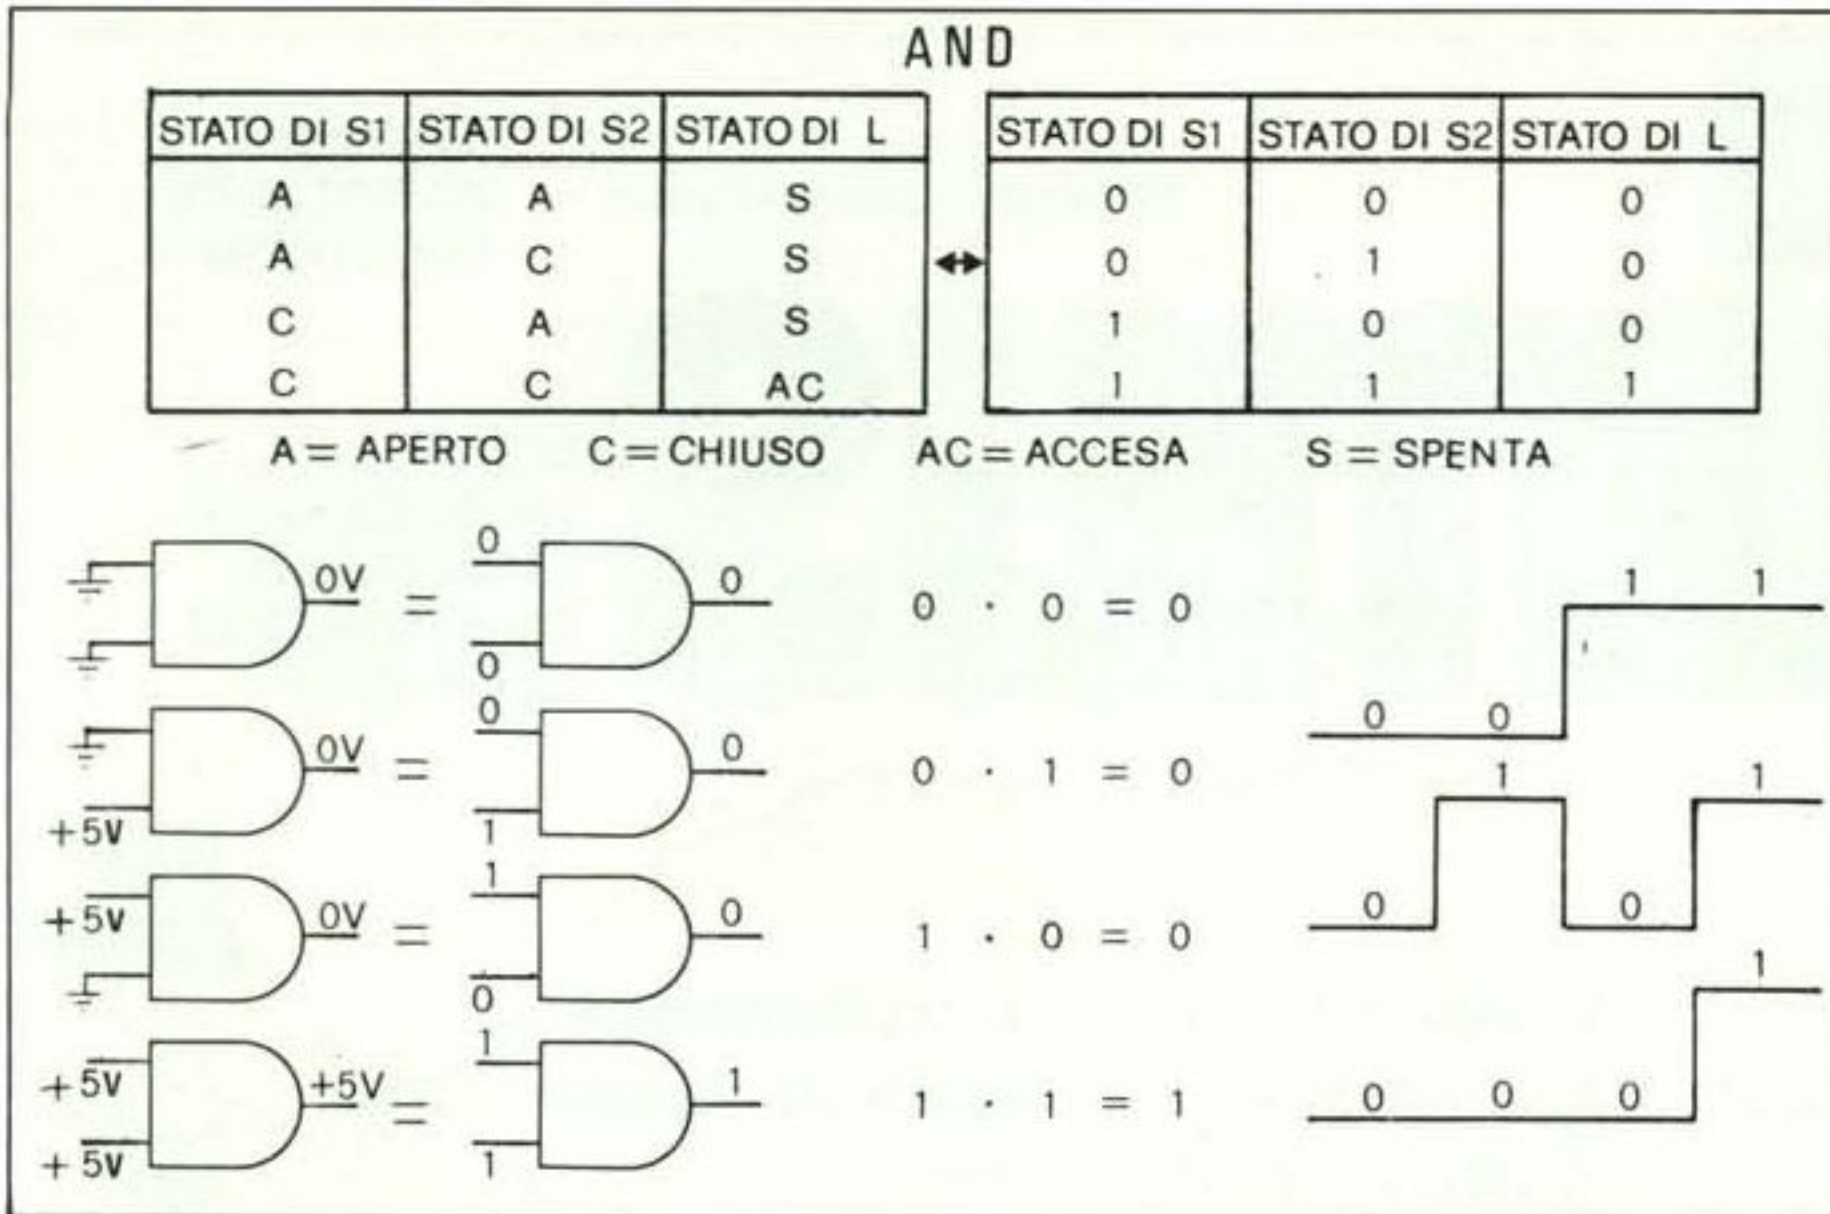 AND
STATO DI S1 STATO DI S2 STATO DI L STATO DI S1 STATO DI S2 STATO DI L
A A S 0 0 0
A C S 0 1 0
C A S 1 0 0
C C AC 1 1 1
A = APERTO C = CHIUSO AC = ACCESA S = SPENTA
0
0V = 0 0 · 0 = 0 1 1
0
0 0 0
0V = 0 0 · 1 = 0 1 1
+5V 1
1
+5V 0V = 0 1 · 0 = 0 0 0
0 1
1
+5V +5V = 1 1 · 1 = 1 0 0 0
+5V 1